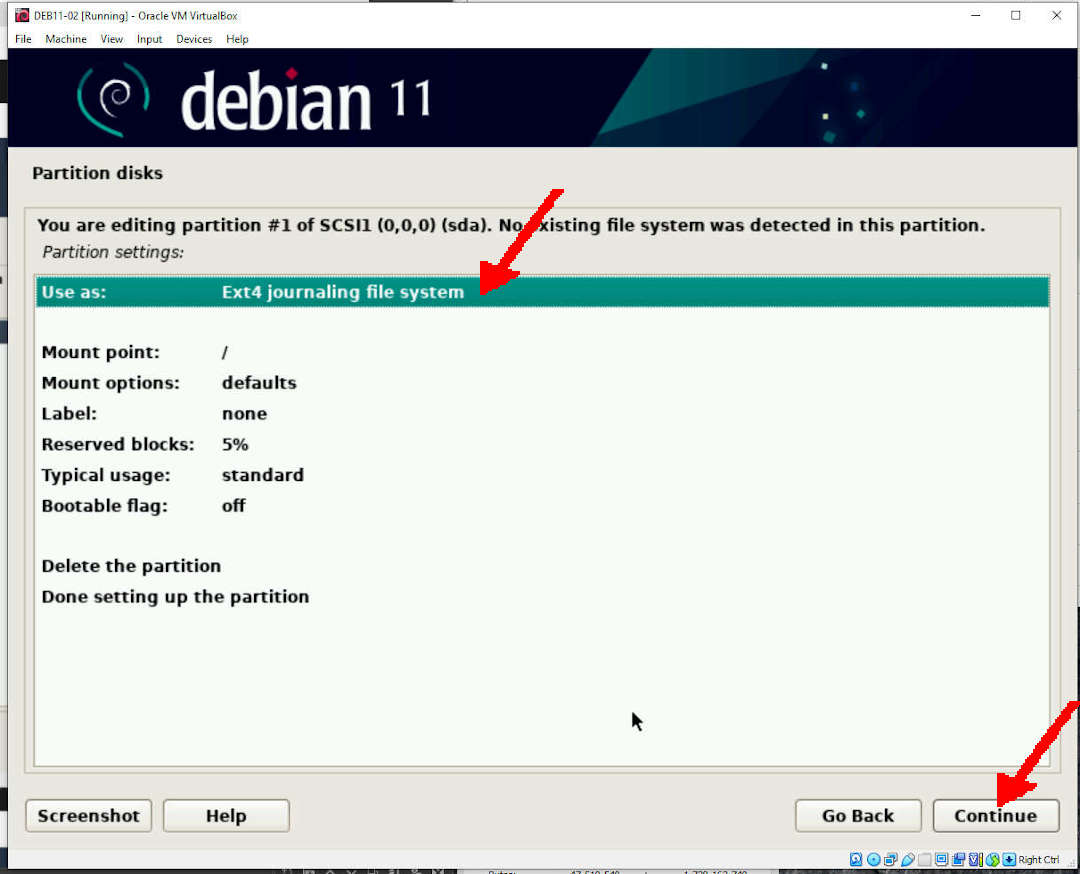 DEB11-02 [Running] - Oracle VM VirtualBox
File Machine View Input Devices Help
debian 11
Partition disks
You are editing partition #1 of SCSI1 (0,0,0) (sda). No existing file system was detected in this partition.
Partition settings:
Use as: Ext4 journaling file system
Mount point: /
Mount options: defaults
Label: none
Reserved blocks: 5%
Typical usage: standard
Bootable flag: off
Delete the partition
Done setting up the partition
Screenshot Help Go Back Continue
Right Ctrl